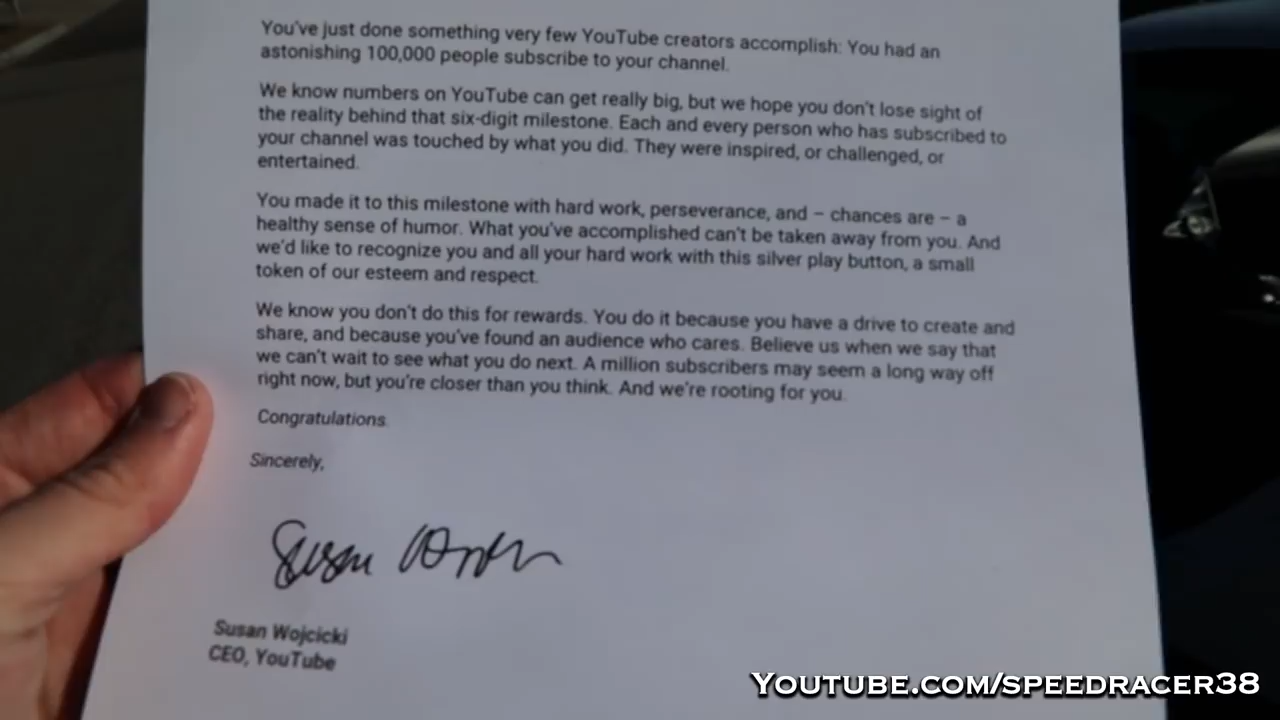 You've just done something very few YouTube creators accomplish: You had an
astonishing 100,000 people subscribe to your channel.
We know numbers on YouTube can get really big, but we hope you don't lose sight of
the reality behind that six-digit milestone. Each and every person who has subscribed to
your channel was touched by what you did. They were inspired, or challenged, or
entertained.
You made it to this milestone with hard work, perseverance, and – chances are – a
healthy sense of humor. What you've accomplished can't be taken away from you. And
we'd like to recognize you and all your hard work with this silver play button, a small
token of our esteem and respect.
We know you don't do this for rewards. You do it because you have a drive to create and
share, and because you've found an audience who cares. Believe us when we say that
we can't wait to see what you do next. A million subscribers may seem a long way off
right now, but you're closer than you think. And we're rooting for you.
Congratulations.
Sincerely,
Susan Wojcicki
Susan Wojcicki
CEO, YouTube
YOUTUBE.COM/SPEEDRACER38